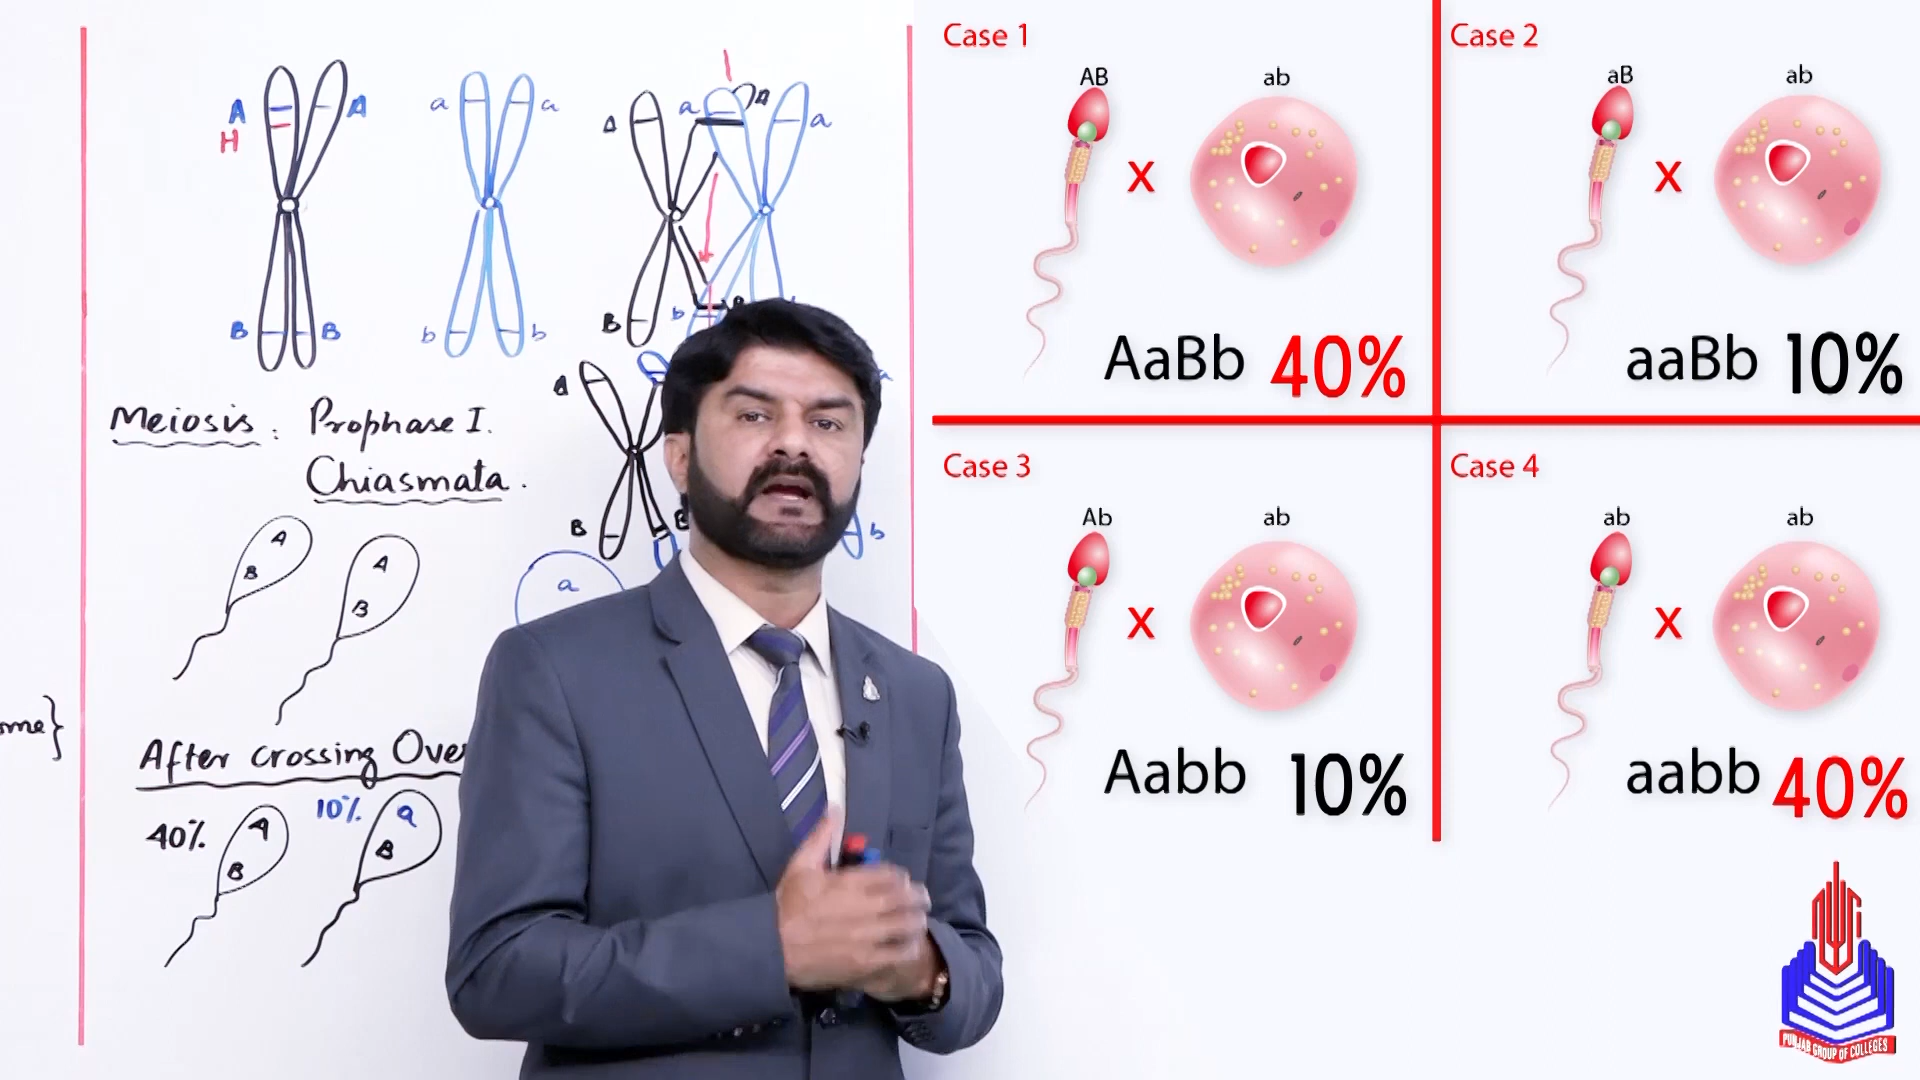 A
A
H
B
B
a
a
b
b
A
a
A
a
B
b
B
b
Meiosis : Prophase I.
Chiasmata.
A
B
A
B
A
B
B
a
b
a
After crossing Over
40%
A
B
10%
a
B
Case 1
AB
ab
x
AaBb 40%
Case 2
aB
ab
x
aaBb 10%
Case 3
Ab
ab
x
Aabb 10%
Case 4
ab
ab
x
aabb 40%
PUNJAB GROUP OF COLLEGES